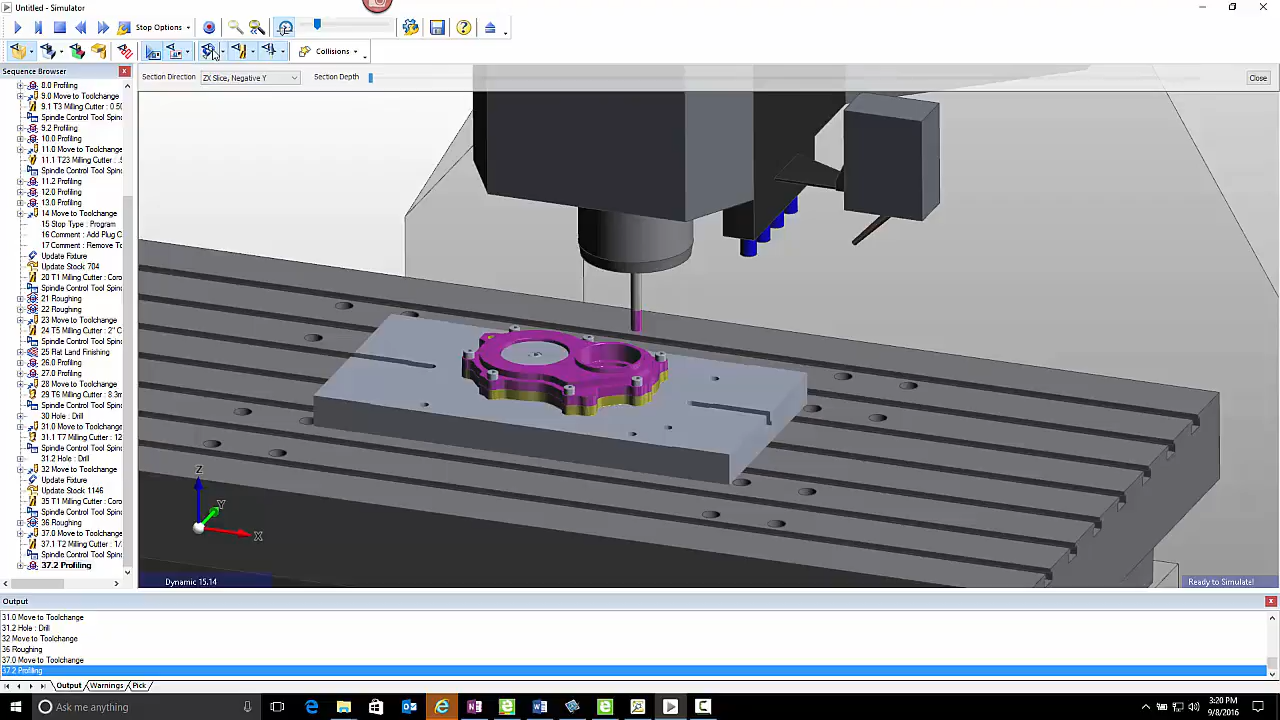 Untitled - Simulator
Stop Options
Collisions
Sequence Browser
Section Direction
ZX Slice, Negative Y
Section Depth
Close
8.0 Profiling
9.0 Move to Toolchange
9.1 T3 Milling Cutter : 0.50
Spindle Control Tool Spin
9.2 Profiling
10.0 Profiling
11.0 Move to Toolchange
11.1 T23 Milling Cutter : .5
Spindle Control Tool Spin
11.2 Profiling
12.0 Profiling
13.0 Profiling
14 Move to Toolchange
15 Stop Type : Program
16 Comment : Add Plug C
17 Comment : Remove To
Update Fixture
Update Stock 704
20 T1 Milling Cutter : Coro
Spindle Control Tool Spin
21 Roughing
22 Roughing
23 Move to Toolchange
24 T5 Milling Cutter : 2" C
Spindle Control Tool Spin
25 Flat Land Finishing
26.0 Profiling
27.0 Profiling
28 Move to Toolchange
29 T6 Milling Cutter : 8.3m
Spindle Control Tool Spin
30 Hole : Drill
31.0 Move to Toolchange
31.1 T7 Milling Cutter : 12
Spindle Control Tool Spin
31.2 Hole : Drill
32 Move to Toolchange
Update Fixture
Update Stock 1146
35 T1 Milling Cutter : Coro
Spindle Control Tool Spin
36 Roughing
37.0 Move to Toolchange
37.1 T2 Milling Cutter : 1/
Spindle Control Tool Spin
37.2 Profiling
Z
Y
X
Dynamic 15.14
Ready to Simulate!
Output
31.0 Move to Toolchange
31.2 Hole : Drill
32 Move to Toolchange
36 Roughing
37.0 Move to Toolchange
37.2 Profiling
Output
Warnings
Pick
Ask me anything
3:20 PM
9/8/2016